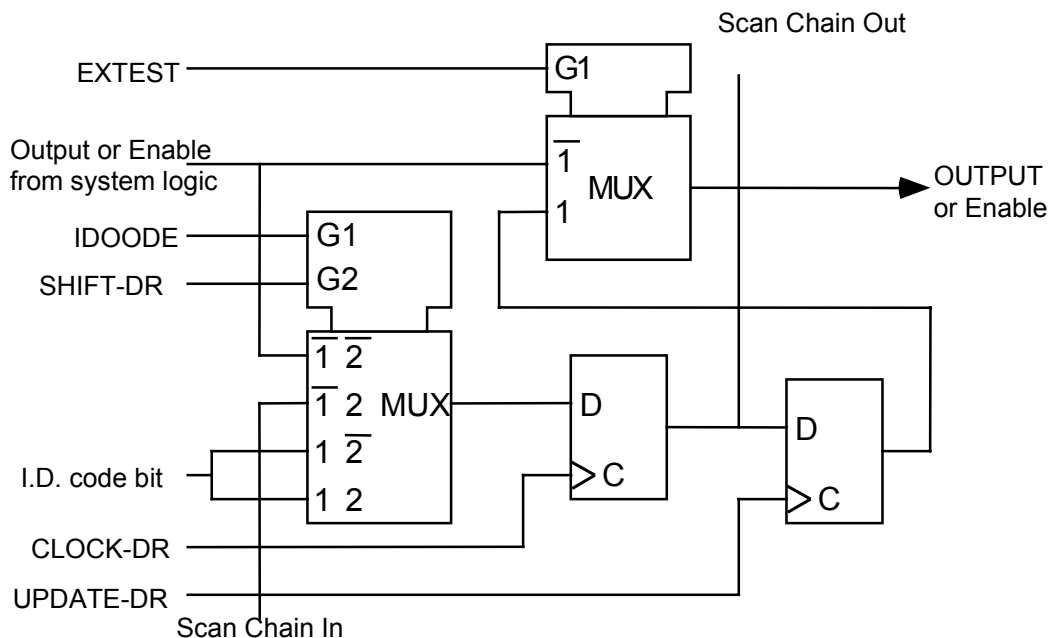 Scan Chain Out
EXTEST
G1
Output or Enable
from system logic
1
MUX
1
OUTPUT
or Enable
IDOODE
G1
SHIFT-DR
G2
1 2
1 2 MUX
1 2
1 2
I.D. code bit
D
C
D
C
CLOCK-DR
UPDATE-DR
Scan Chain In